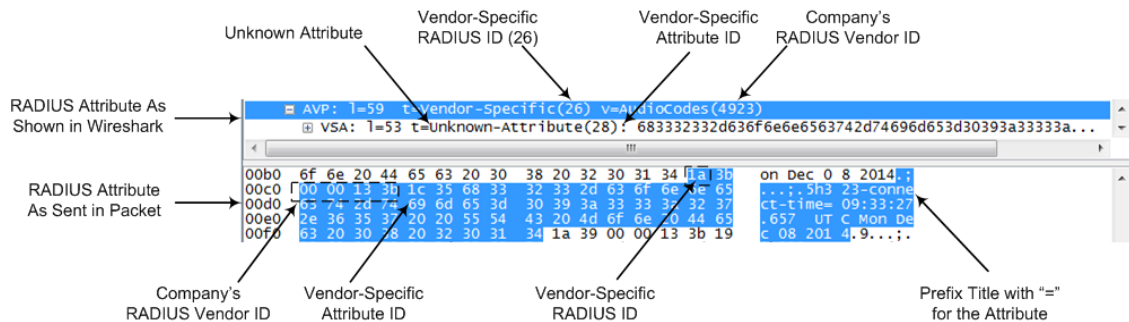 Unknown Attribute
Vendor-Specific
RADIUS ID (26)
Vendor-Specific
Attribute ID
Company's
RADIUS Vendor ID
RADIUS Attribute As
Shown in Wireshark
AVP: l=59 t=Vendor-Specific(26) v=AudioCodes(4923)
VSA: l=53 t=Unknown-Attribute(28): 683332332d636f6e6e6563742d74696d653d30393a33333a...
RADIUS Attribute
As Sent in Packet
00b0 6f 6e 20 44 65 63 20 30 38 20 32 30 31 34 1a 3b on Dec 0 8 2014.;
00c0 00 00 13 3b 1c 35 68 33 32 33 2d 63 6f 6e 6e 65 ...;.5h3 23-conne
00d0 63 74 2d 74 69 6d 65 3d 30 39 3a 33 33 3a 32 37 ct-time= 09:33:27
00e0 2e 36 35 37 20 20 55 54 43 20 4d 6f 6e 20 44 65 .657 UT C Mon De
00f0 63 20 30 38 20 32 30 31 34 1a 39 00 00 13 3b 19 c 08 201 4.9...;.
Company's
RADIUS Vendor ID
Vendor-Specific
Attribute ID
Vendor-Specific
RADIUS ID
Prefix Title with "="
for the Attribute